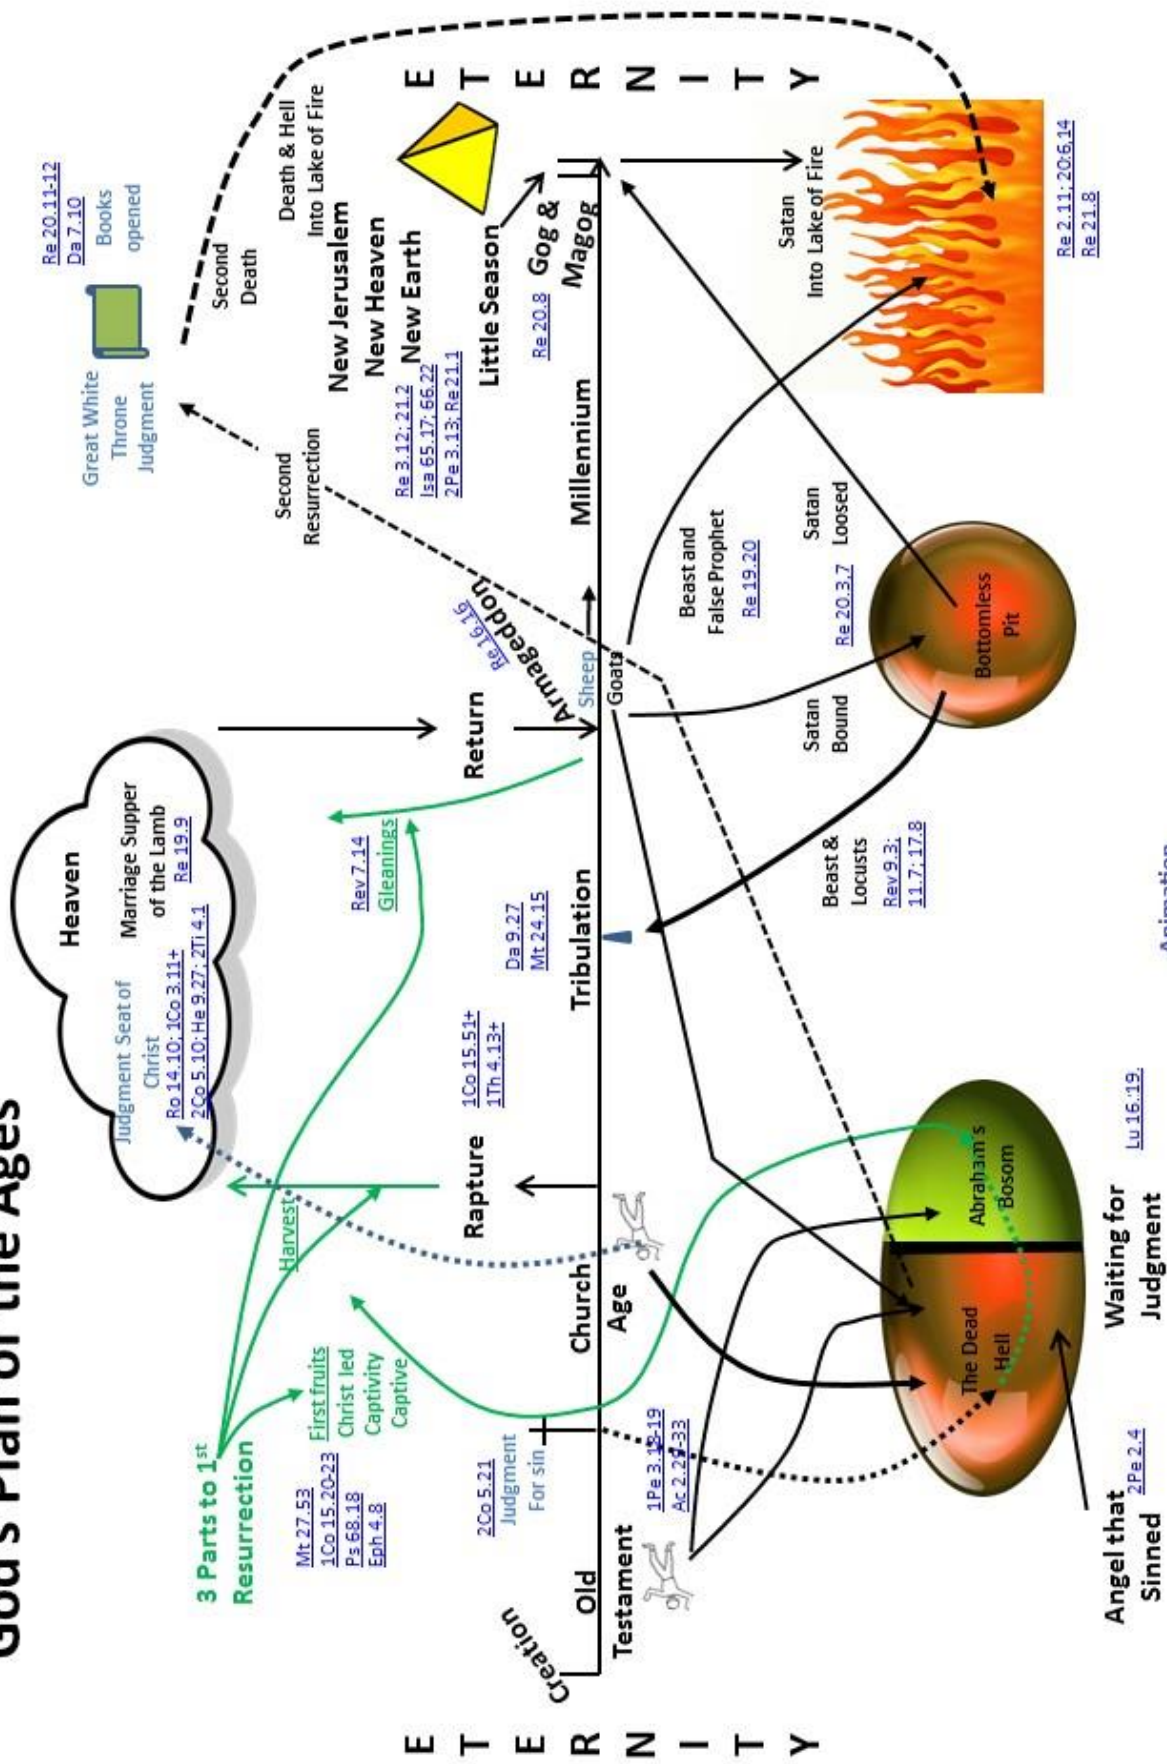 God's Plan of the Ages
Heaven
Judgment Seat of
Christ
Ro 14.10; 1Co 3.11+
2Co 5.10; He 9.27; 2Ti 4.1
Marriage Supper
of the Lamb
Re 19.9
Great White
Throne
Judgment
Re 20.11-12
Da 7.10
Books
opened
3 Parts to 1st
Resurrection
Mt 27.53
1Co 15.20-23
Ps 68.18
Eph 4.8
First fruits
Christ led
Captivity
Captive
Harvest
Rev 7.14
Gleanings
Second
Resurrection
Second
Death
Death & Hell
Into Lake of Fire
New Jerusalem
New Heaven
New Earth
Re 3.12; 21.2
Isa 65.17; 66.22
2Pe 3.13; Re 21.1
2Co 5.21
Judgment
For sin
Rapture
1Co 15.51+
1Th 4.13+
Da 9.27
Mt 24.15
Return
Armageddon
Re 16.16
Little Season
Re 20.8
Gog &
Magog
ETERNITY
Creation
Old
Testament
Church
Age
Tribulation
Sheep
Goats
Millennium
ETERNITY
1Pe 3.18-19
Ac 2.27-33
Beast &
Locusts
Rev 9.3;
11.7; 17.8
Satan
Bound
Beast and
False Prophet
Re 19.20
Re 20.3,7
Satan
Loosed
Satan
Into Lake of Fire
The Dead
Hell
Abraham's
Bosom
Bottomless
Pit
Re 2.11; 20:6,14
Re 21.8
Angel that
Sinned
2Pe 2.4
Waiting for
Judgment
Lu 16.:19.
Animation